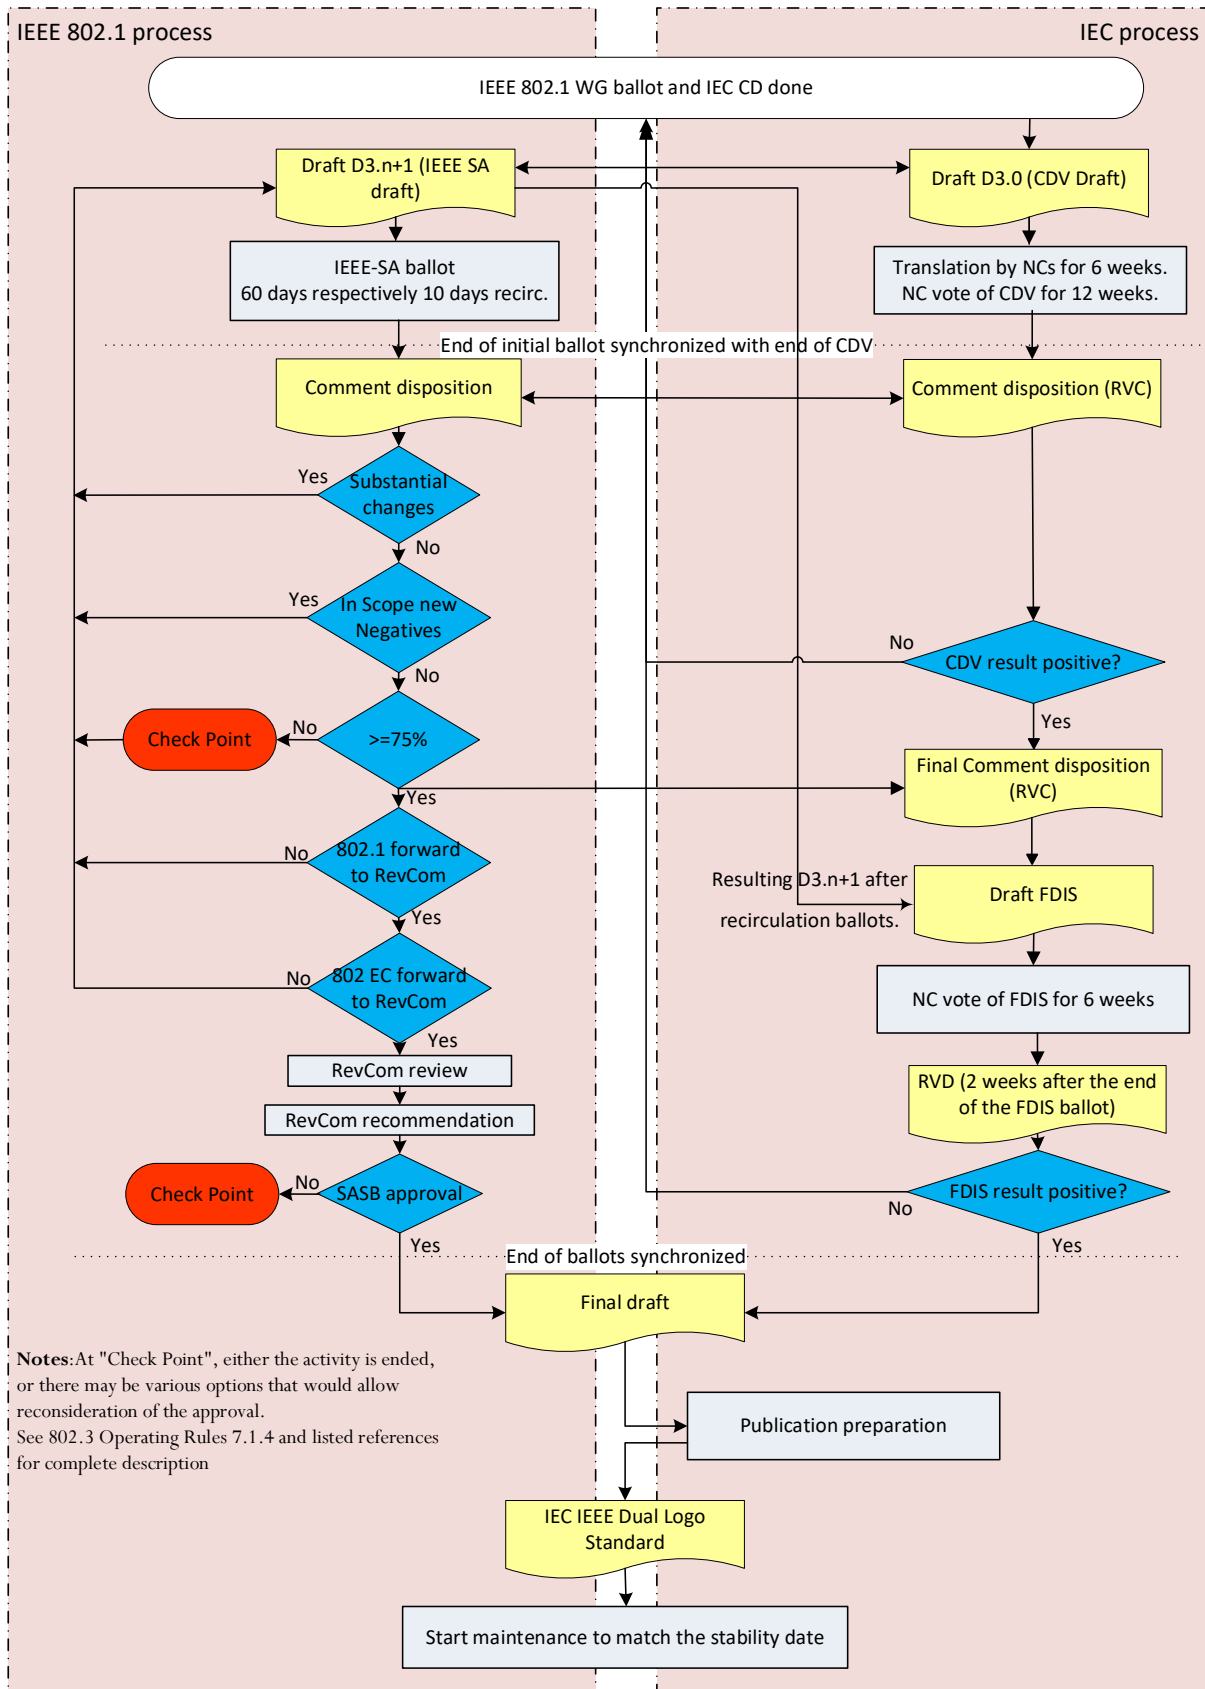 IEEE 802.1 process
IEC process
IEEE 802.1 WG ballot and IEC CD done
Draft D3.n+1 (IEEE SA
draft)
Draft D3.0 (CDV Draft)
IEEE-SA ballot
60 days respectively 10 days recirc.
Translation by NCs for 6 weeks.
NC vote of CDV for 12 weeks.
End of initial ballot synchronized with end of CDV
Comment disposition
Comment disposition (RVC)
Yes
Substantial
changes
No
Yes
In Scope new
Negatives
No
No
CDV result positive?
Yes
Check Point
No
>=75%
Yes
Final Comment disposition
(RVC)
No
802.1 forward
to RevCom
Yes
Resulting D3.n+1 after
recirculation ballots.
Draft FDIS
No
802 EC forward
to RevCom
Yes
NC vote of FDIS for 6 weeks
RevCom review
RevCom recommendation
RVD (2 weeks after the end
of the FDIS ballot)
Check Point
No
SASB approval
Yes
FDIS result positive?
No
Yes
End of ballots synchronized
Final draft
Notes:At "Check Point", either the activity is ended,
or there may be various options that would allow
reconsideration of the approval.
See 802.3 Operating Rules 7.1.4 and listed references
for complete description
Publication preparation
IEC IEEE Dual Logo
Standard
Start maintenance to match the stability date